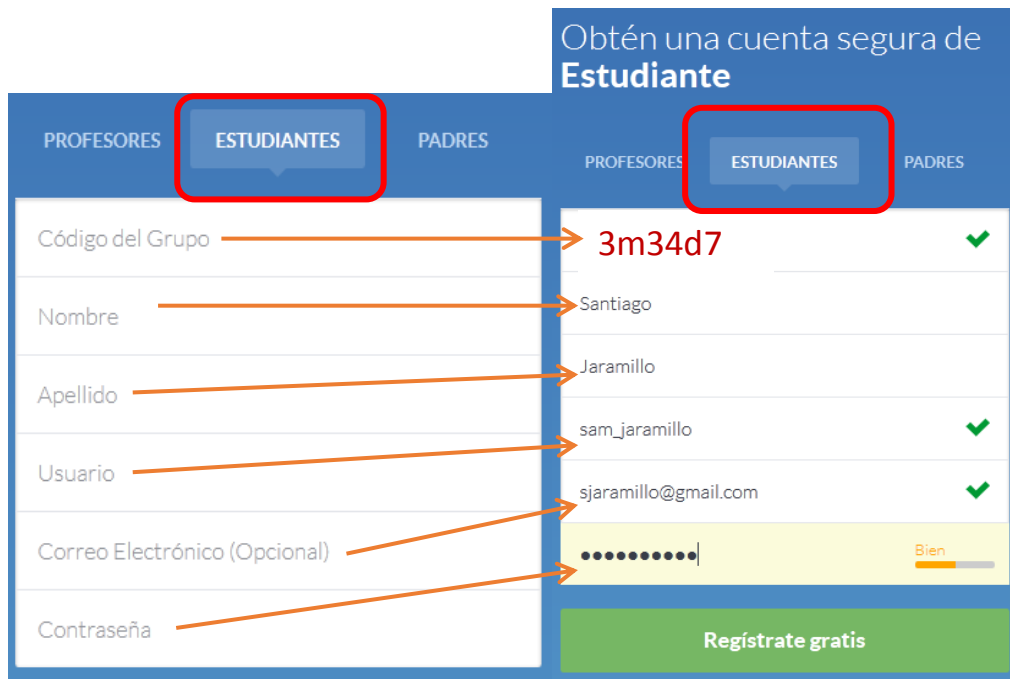 PROFESORES ESTUDIANTES PADRES
Código del Grupo
Nombre
Apellido
Usuario
Correo Electrónico (Opcional)
Contraseña
Obtén una cuenta segura de
Estudiante
PROFESORES ESTUDIANTES PADRES
3m34d7
Santiago
Jaramillo
sam_jaramillo
sjaramillo@gmail.com
●●●●●●●●●● Bien
Regístrate gratis